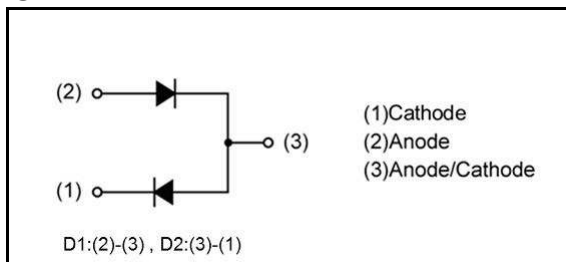 (2)
(3)
(1)
D1:(2)-(3) , D2:(3)-(1)
(1)Cathode
(2)Anode
(3)Anode/Cathode